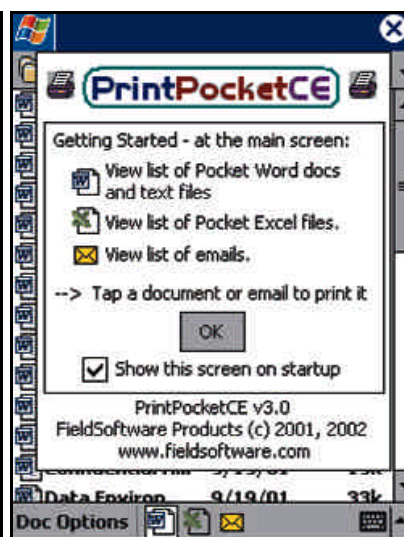 PrintPocketCE
Getting Started - at the main screen:
View list of Pocket Word docs
and text files
View list of Pocket Excel files.
View list of emails.
--> Tap a document or email to print it
OK
Show this screen on startup
PrintPocketCE v3.0
FieldSoftware Products (c) 2001, 2002
www.fieldsoftware.com
Data Environ 9/19/01 33k
Doc Options